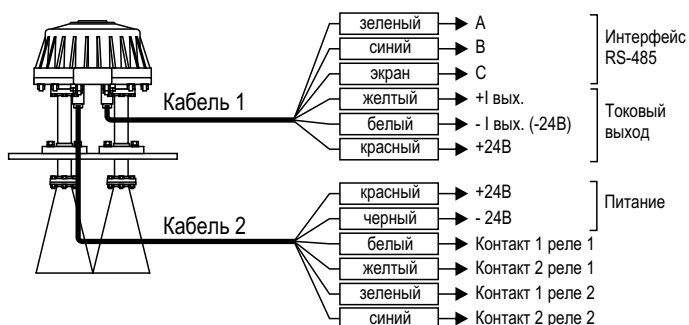 зеленый A
синий B
экран C
Интерфейс
RS-485
Кабель 1
желтый +I вых.
белый - I вых. (-24В)
красный +24В
Токовый
выход
красный +24В
черный - 24В
Питание
Кабель 2
белый Контакт 1 реле 1
желтый Контакт 2 реле 1
зеленый Контакт 1 реле 2
синий Контакт 2 реле 2